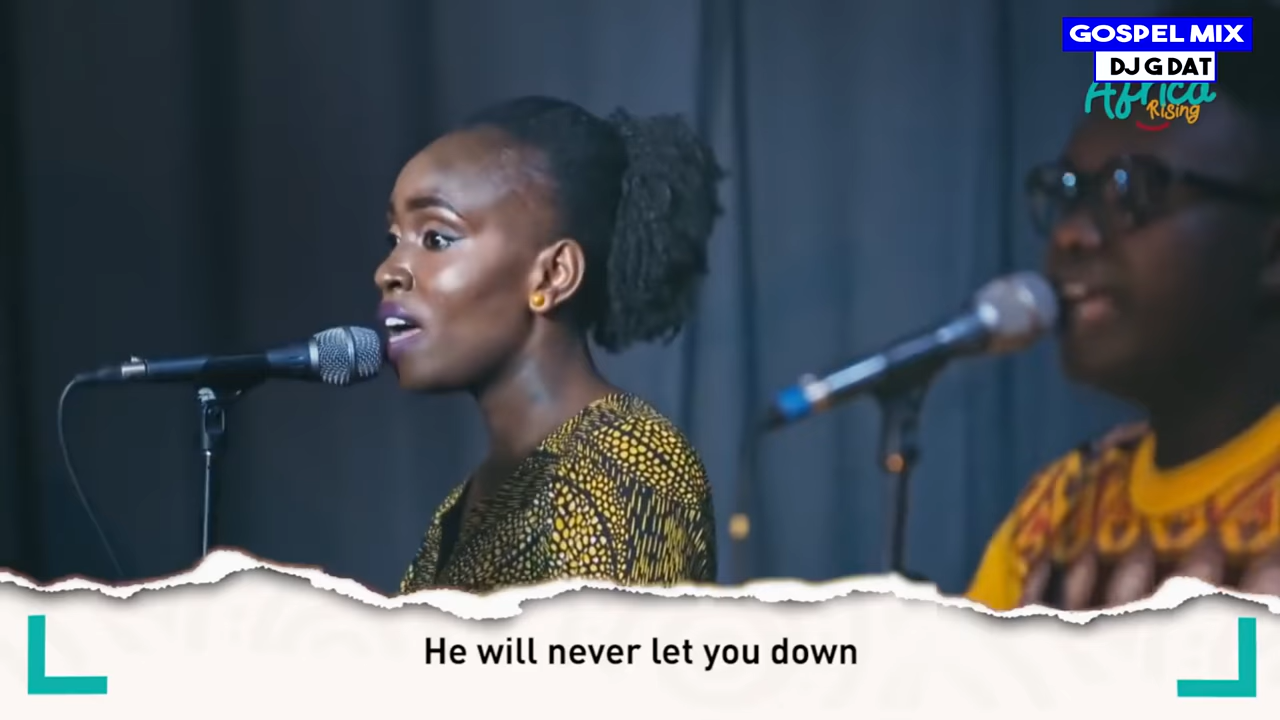 GOSPEL MIX
DJ G DAT
Africa
Rising
He will never let you down